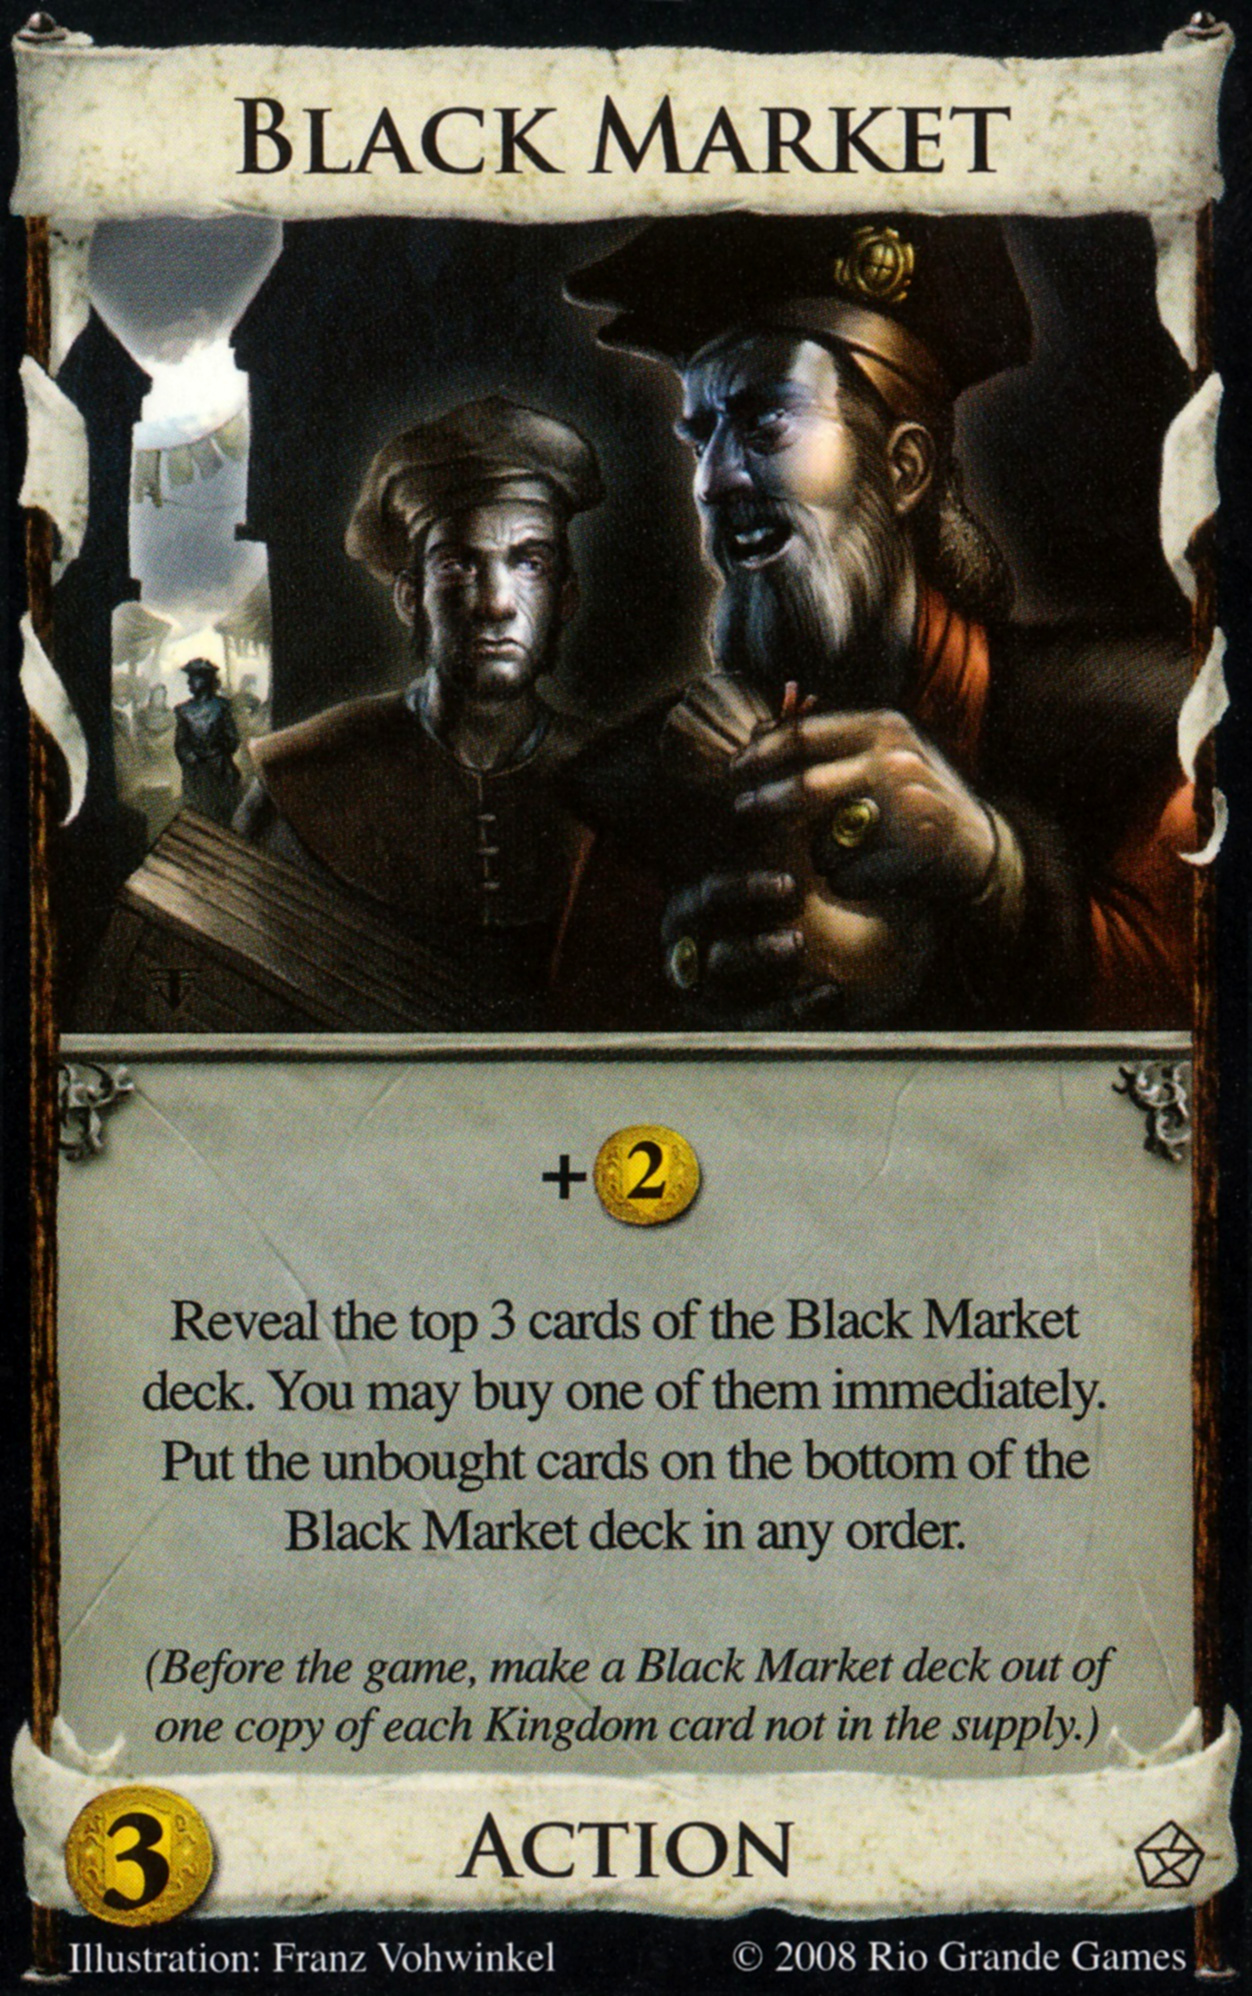 BLACK MARKET
+2
Reveal the top 3 cards of the Black Market
deck. You may buy one of them immediately.
Put the unbought cards on the bottom of the
Black Market deck in any order.
(Before the game, make a Black Market deck out of
one copy of each Kingdom card not in the supply.)
3
ACTION
Illustration: Franz Vohwinkel
© 2008 Rio Grande Games